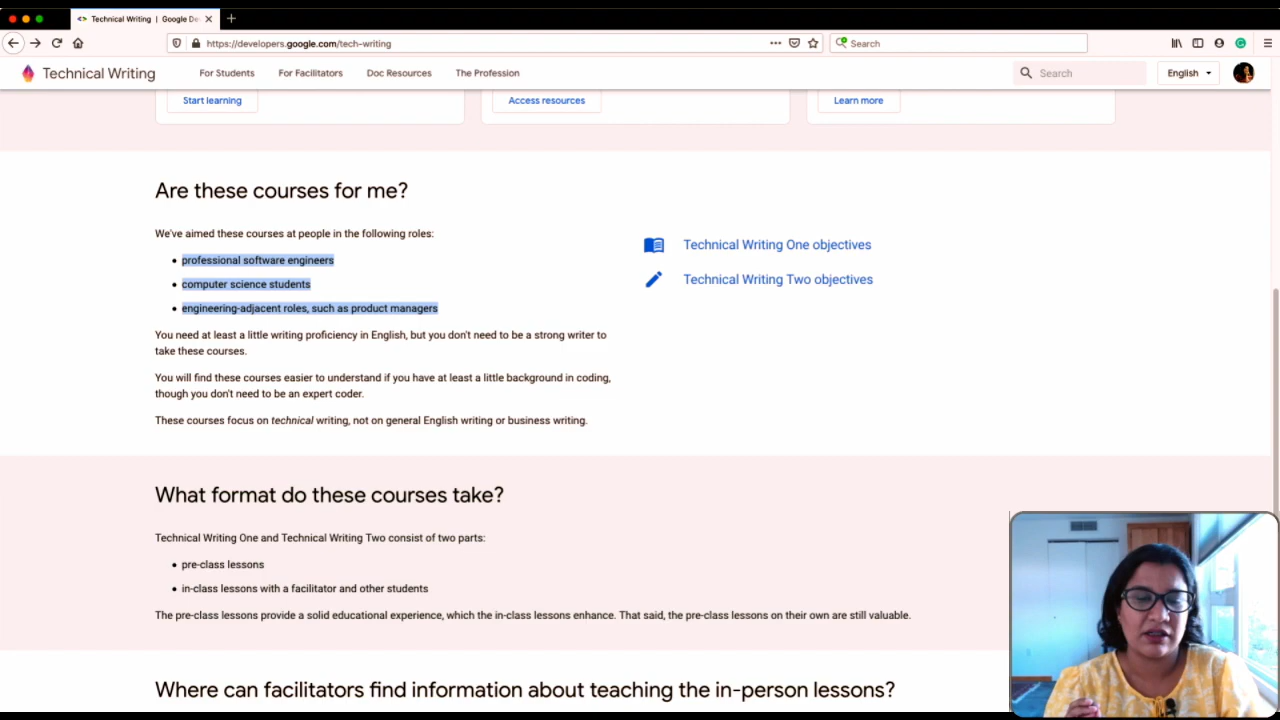 Technical Writing | Google De
https://developers.google.com/tech-writing
Search
Technical Writing
For Students
For Facilitators
Doc Resources
The Profession
Search
English
Start learning
Access resources
Learn more
Are these courses for me?
We've aimed these courses at people in the following roles:
professional software engineers
computer science students
engineering-adjacent roles, such as product managers
You need at least a little writing proficiency in English, but you don't need to be a strong writer to
take these courses.
You will find these courses easier to understand if you have at least a little background in coding,
though you don't need to be an expert coder.
These courses focus on technical writing, not on general English writing or business writing.
Technical Writing One objectives
Technical Writing Two objectives
What format do these courses take?
Technical Writing One and Technical Writing Two consist of two parts:
pre-class lessons
in-class lessons with a facilitator and other students
The pre-class lessons provide a solid educational experience, which the in-class lessons enhance. That said, the pre-class lessons on their own are still valuable.
Where can facilitators find information about teaching the in-person lessons?